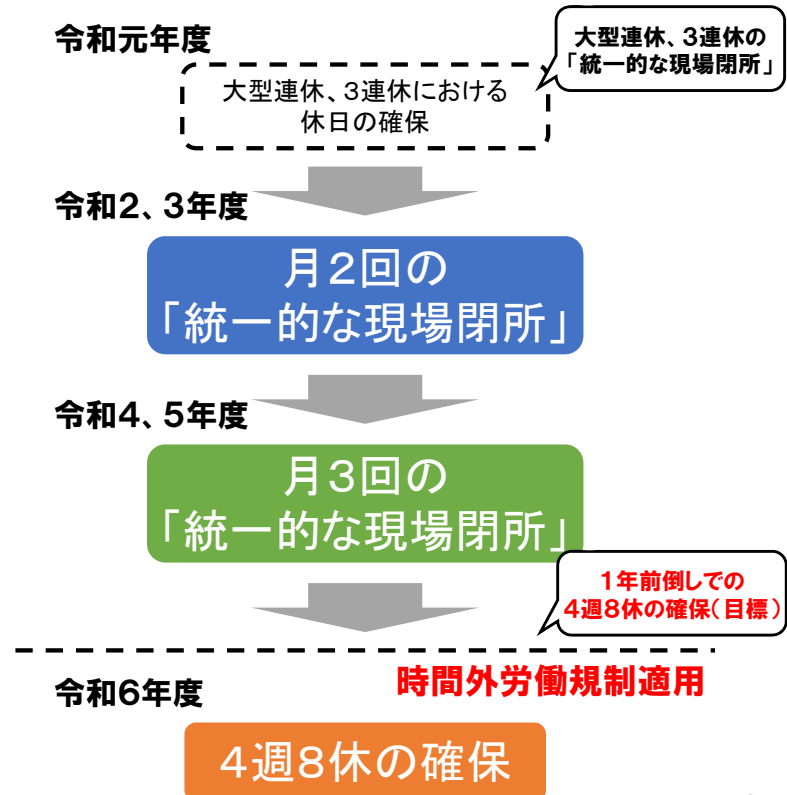 令和元年度
大型連休、3連休の
「統一的な現場閉所」
大型連休、3連休における
休日の確保
令和2、3年度
月2回の
「統一的な現場閉所」
令和4、5年度
月3回の
「統一的な現場閉所」
1年前倒しでの
4週8休の確保(目標)
時間外労働規制適用
令和6年度
4週8休の確保